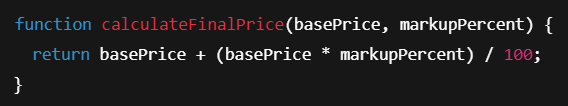 function calculateFinalPrice(basePrice, markupPercent) {
  return basePrice + (basePrice * markupPercent) / 100;
}